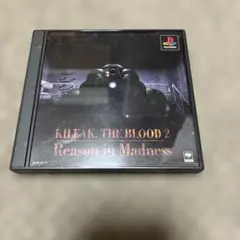 KILEAK, THE BLOOD 2
Reason in Madness